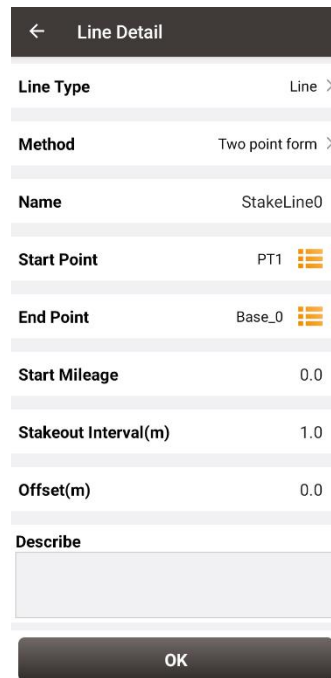 Line Detail
Line Type Line
Method Two point form
Name StakeLine0
Start Point PT1
End Point Base_0
Start Mileage 0.0
Stakeout Interval(m) 1.0
Offset(m) 0.0
Describe
OK